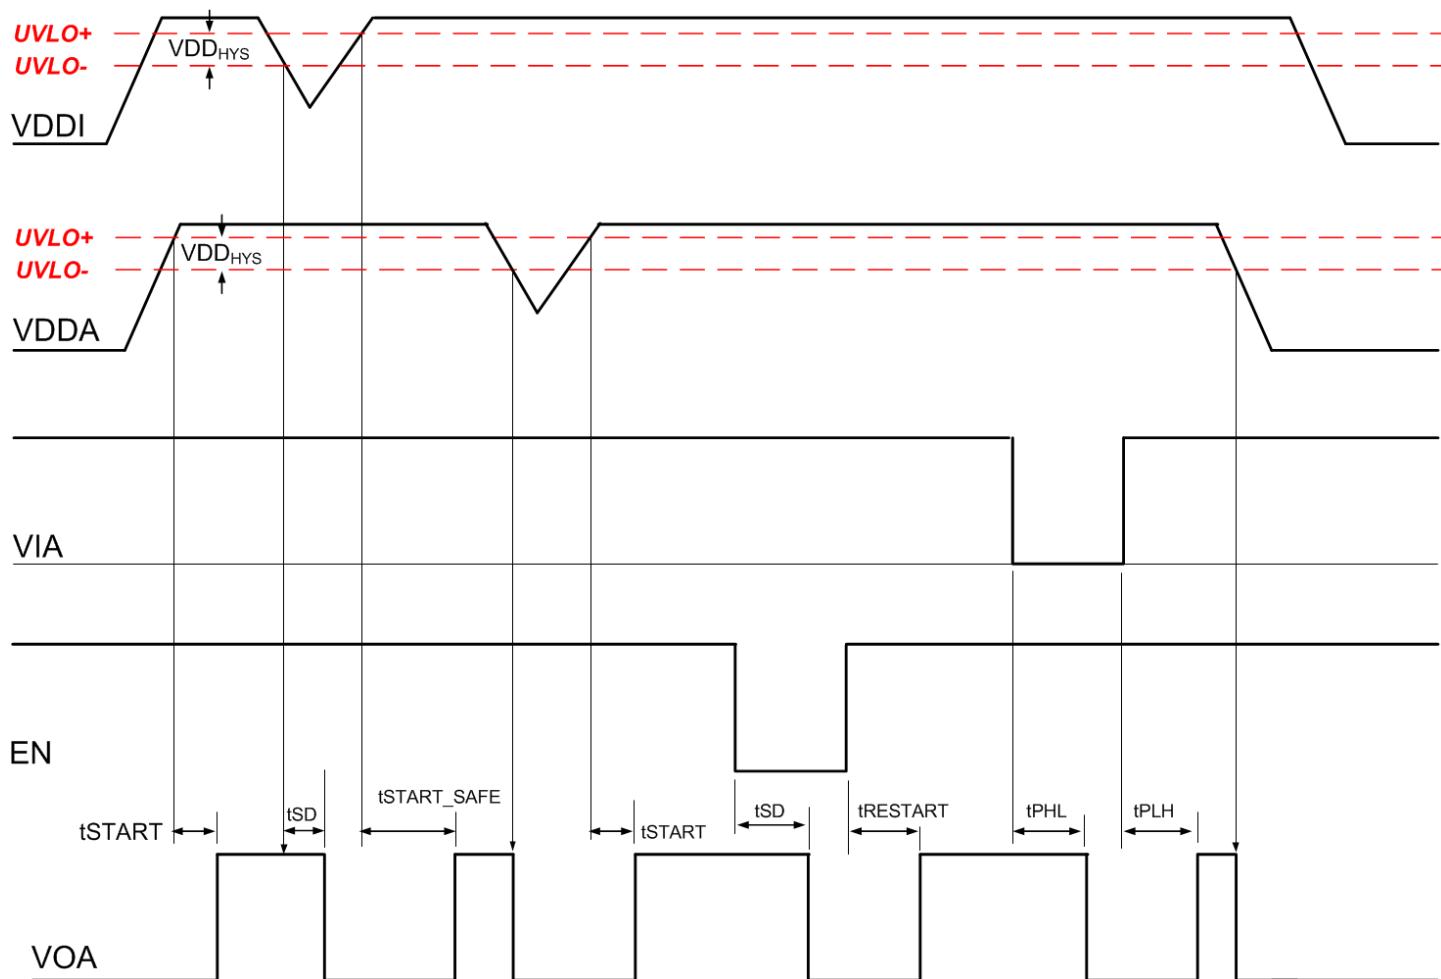 UVLO+
VDDHYS
UVLO-
VDDI
UVLO+
VDDHYS
UVLO-
VDDA
VIA
EN
tSTART
tSD
tSTART_SAFE
tSTART
tSD
tRESTART
tPHL
tPLH
VOA